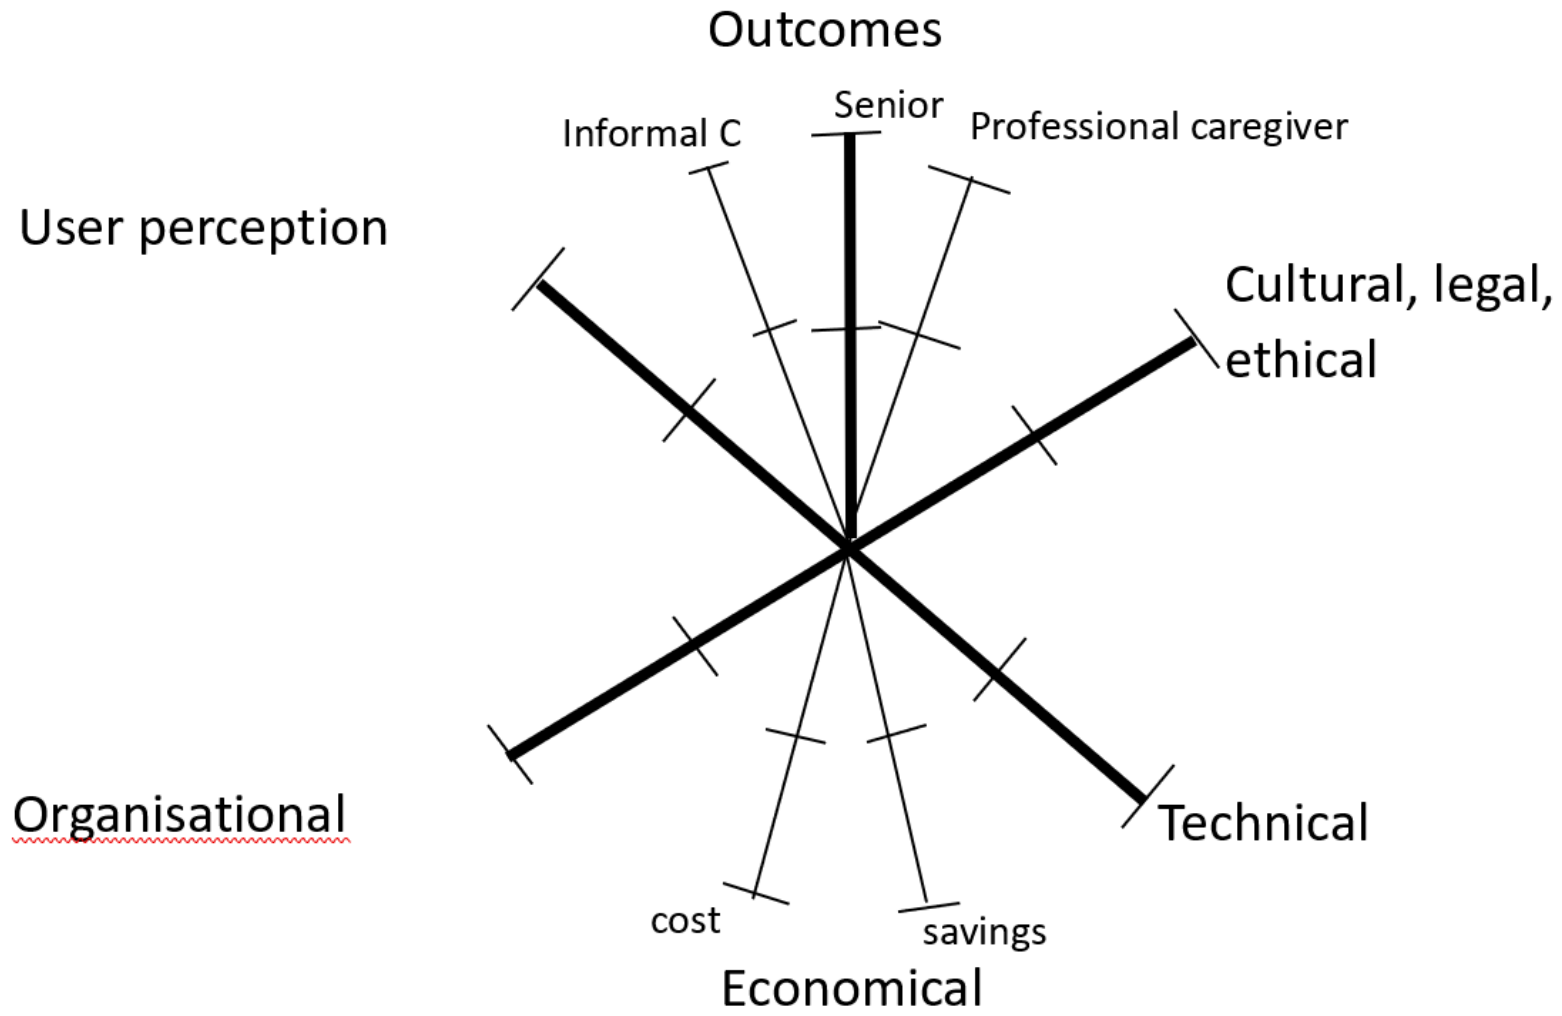 Outcomes
Senior
Informal C
Professional caregiver
User perception
Cultural, legal,
ethical
Organisational
Technical
cost
savings
Economical